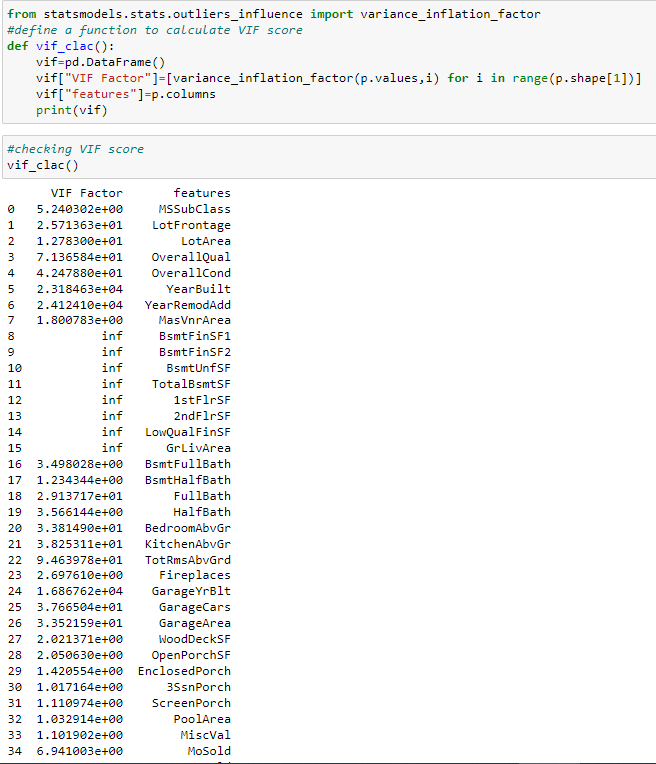 from statsmodels.stats.outliers_influence import variance_inflation_factor
#define a function to calculate VIF score
def vif_clac():
    vif=pd.DataFrame()
    vif["VIF Factor"]=[variance_inflation_factor(p.values,i) for i in range(p.shape[1])]
    vif["features"]=p.columns
    print(vif)
#checking VIF score
vif_clac()
VIF Factor features
0 5.240302e+00 MSSubClass
1 2.571363e+01 LotFrontage
2 1.278300e+01 LotArea
3 7.136584e+01 OverallQual
4 4.247880e+01 OverallCond
5 2.318463e+04 YearBuilt
6 2.412410e+04 YearRemodAdd
7 1.800783e+00 MasVnrArea
8 inf BsmtFinSF1
9 inf BsmtFinSF2
10 inf BsmtUnfSF
11 inf TotalBsmtSF
12 inf 1stFlrSF
13 inf 2ndFlrSF
14 inf LowQualFinSF
15 inf GrLivArea
16 3.498028e+00 BsmtFullBath
17 1.234344e+00 BsmtHalfBath
18 2.913717e+01 FullBath
19 3.566144e+00 HalfBath
20 3.381490e+01 BedroomAbvGr
21 3.825311e+01 KitchenAbvGr
22 9.463978e+01 TotRmsAbvGrd
23 2.697610e+00 Fireplaces
24 1.686762e+04 GarageYrBlt
25 3.766504e+01 GarageCars
26 3.352159e+01 GarageArea
27 2.021371e+00 WoodDeckSF
28 2.050630e+00 OpenPorchSF
29 1.420554e+00 EnclosedPorch
30 1.017164e+00 3SsnPorch
31 1.110974e+00 ScreenPorch
32 1.032914e+00 PoolArea
33 1.101902e+00 MiscVal
34 6.941003e+00 MoSold